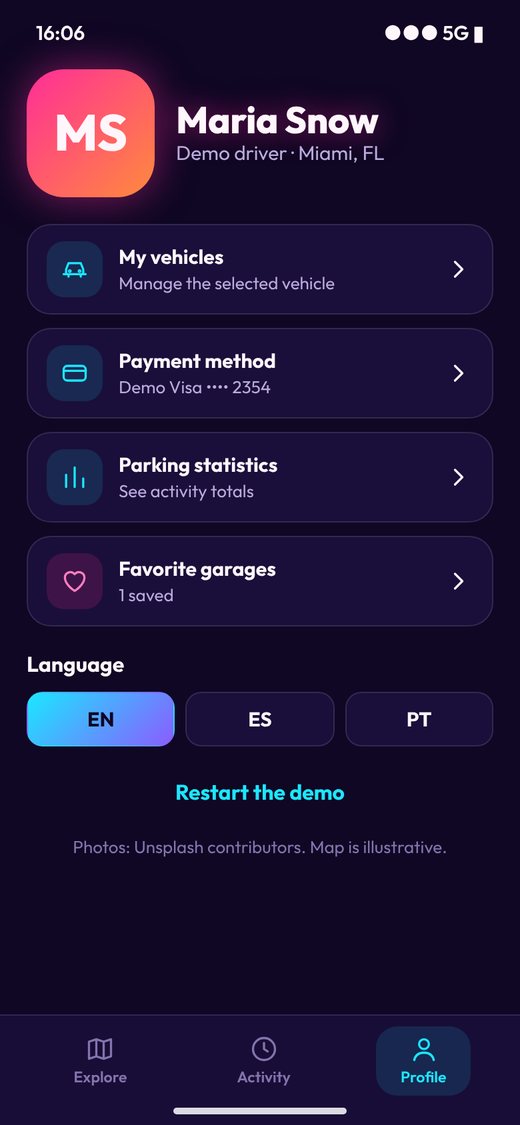 16:06
5G
MS
Maria Snow
Demo driver · Miami, FL
My vehicles
Manage the selected vehicle
Payment method
Demo Visa •••• 2354
Parking statistics
See activity totals
Favorite garages
1 saved
Language
EN
ES
PT
Restart the demo
Photos: Unsplash contributors. Map is illustrative.
Explore
Activity
Profile